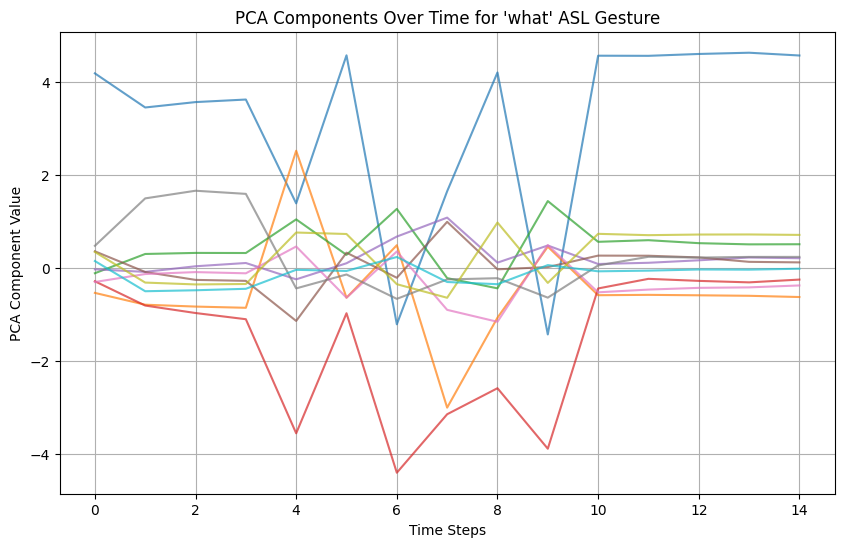 PCA Components Over Time for 'what' ASL Gesture
PCA Component Value
4
2
0
−2
−4
0 2 4 6 8 10 12 14
Time Steps